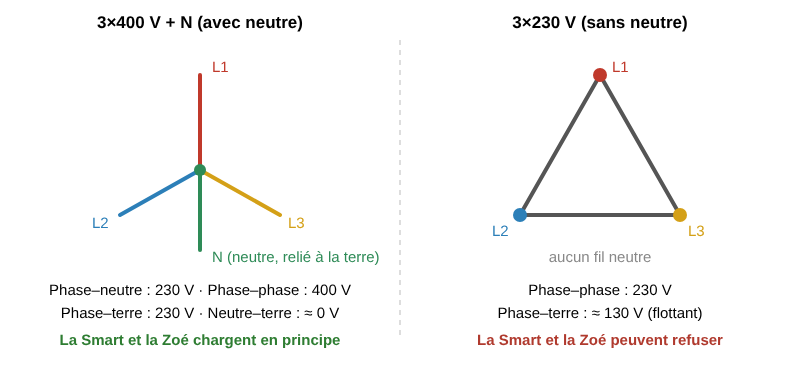 3×400 V + N (avec neutre)
L1
L2
L3
N (neutre, relié à la terre)
Phase–neutre : 230 V · Phase–phase : 400 V
Phase–terre : 230 V · Neutre–terre : ≈ 0 V
La Smart et la Zoé chargent en principe
3×230 V (sans neutre)
L1
L2
L3
aucun fil neutre
Phase–phase : 230 V
Phase–terre : ≈ 130 V (flottant)
La Smart et la Zoé peuvent refuser